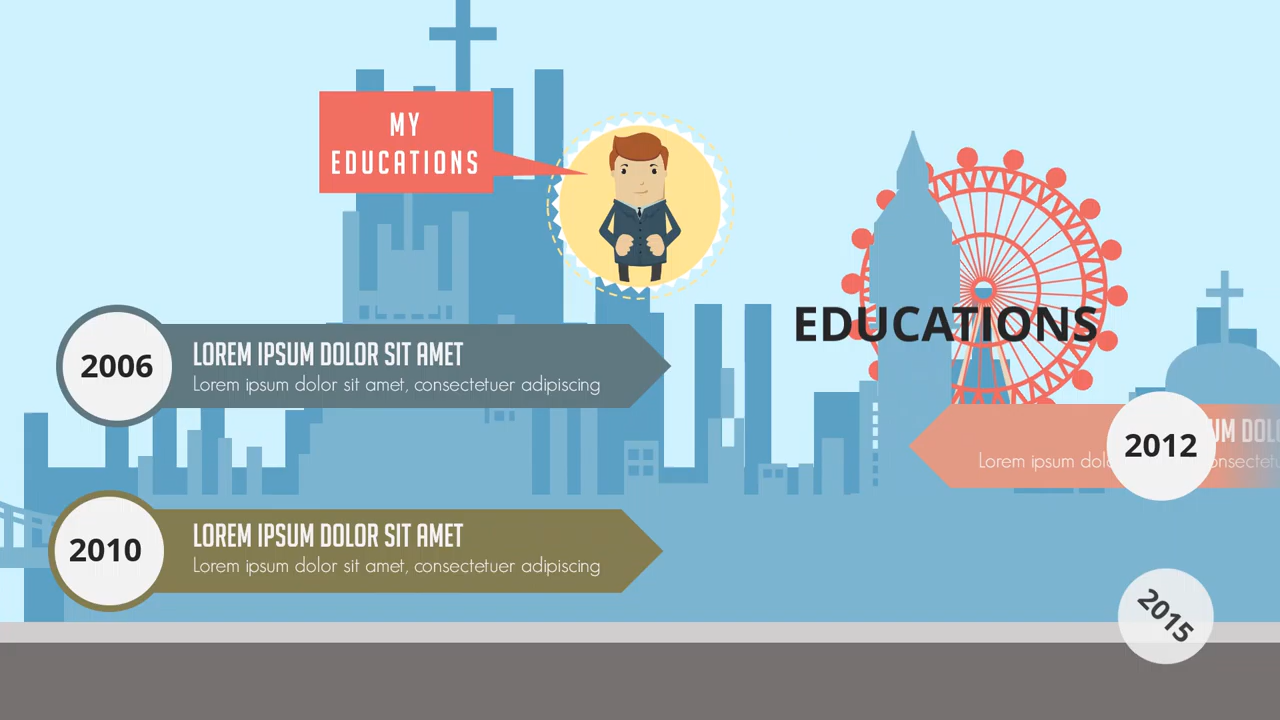 MY
EDUCATIONS
EDUCATIONS
2006
LOREM IPSUM DOLOR SIT AMET
Lorem ipsum dolor sit amet, consectetuer adipiscing
2012
Lorem ipsum
2010
LOREM IPSUM DOLOR SIT AMET
Lorem ipsum dolor sit amet, consectetuer adipiscing
2015